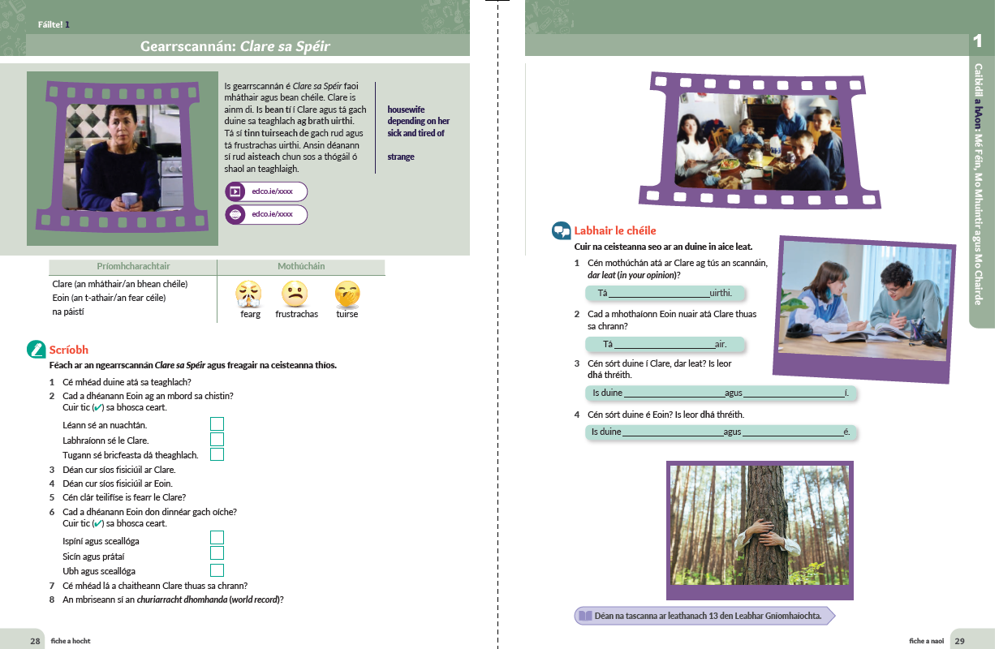 Fáilte! 1
Gearrscannán: Clare sa Spéir
Is gearrscannán é Clare sa Spéir faoi
mháthair agus bean chéile. Clare is
ainm di. Is bean tí í Clare agus tá gach
duine sa teaghlach ag brath uirthi.
Tá sí tinn tuirseach de gach rud agus
tá frustrachas uirthi. Ansin déanann
sí rud aisteach chun sos a thógáil ó
shaol an teaghlaigh.
housewife
depending on her
sick and tired of
strange
edco.ie/xxxx
edco.ie/xxxx
Príomhcharachtair
Mothúcháin
Clare (an mháthair/an bhean chéile)
Eoin (an t-athair/an fear céile)
na páistí
fearg
frustrachas
tuirse
Scríobh
Féach ar an ngearrscannán Clare sa Spéir agus freagair na ceisteanna thíos.
1 Cé mhéad duine atá sa teaghlach?
2 Cad a dhéanann Eoin ag an mbord sa chistin?
Cuir tic (✔) sa bhosca ceart.
Léann sé an nuachtán.
Labhraíonn sé le Clare.
Tugann sé bricfeasta dá theaghlach.
3 Déan cur síos fisiciúil ar Clare.
4 Déan cur síos fisiciúil ar Eoin.
5 Cén clár teilifíse is fearr le Clare?
6 Cad a dhéanann Eoin don dinnéar gach oíche?
Cuir tic (✔) sa bhosca ceart.
Ispíní agus sceallóga
Sicín agus prátaí
Ubh agus sceallóga
7 Cé mhéad lá a chaitheann Clare thuas sa chrann?
8 An mbriseann sí an churiarracht dhomhanda (world record)?
28 fiche a hocht
1
Caibidil a hAon: Mé Féin, Mo Mhuintir agus Mo Chairde
Labhair le chéile
Cuir na ceisteanna seo ar an duine in aice leat.
1 Cén mothúchán atá ar Clare ag tús an scannáin,
dar leat (in your opinion)?
Tá ____ uirthi.
2 Cad a mhothaíonn Eoin nuair atá Clare thuas
sa chrann?
Tá ____ air.
3 Cén sórt duine í Clare, dar leat? Is leor
dhá thréith.
Is duine ____ agus ____ í.
4 Cén sórt duine é Eoin? Is leor dhá thréith.
Is duine ____ agus ____ é.
Déan na tascanna ar leathanach 13 den Leabhar Gníomhaíochta.
fiche a naoi 29